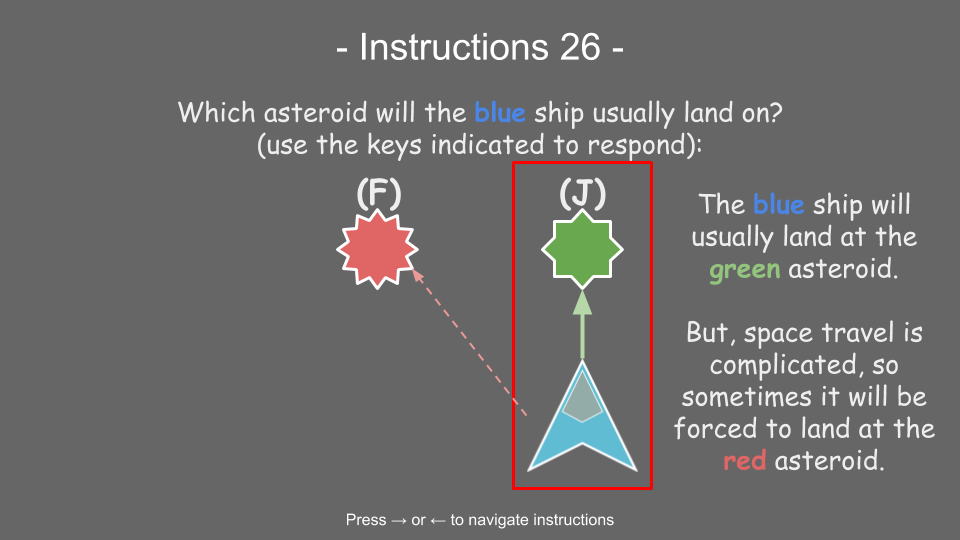 - Instructions 26 -
Which asteroid will the blue ship usually land on?
(use the keys indicated to respond):
(F)
(J)
The blue ship will
usually land at the
green asteroid.
But, space travel is
complicated, so
sometimes it will be
forced to land at the
red asteroid.
Press → or ← to navigate instructions